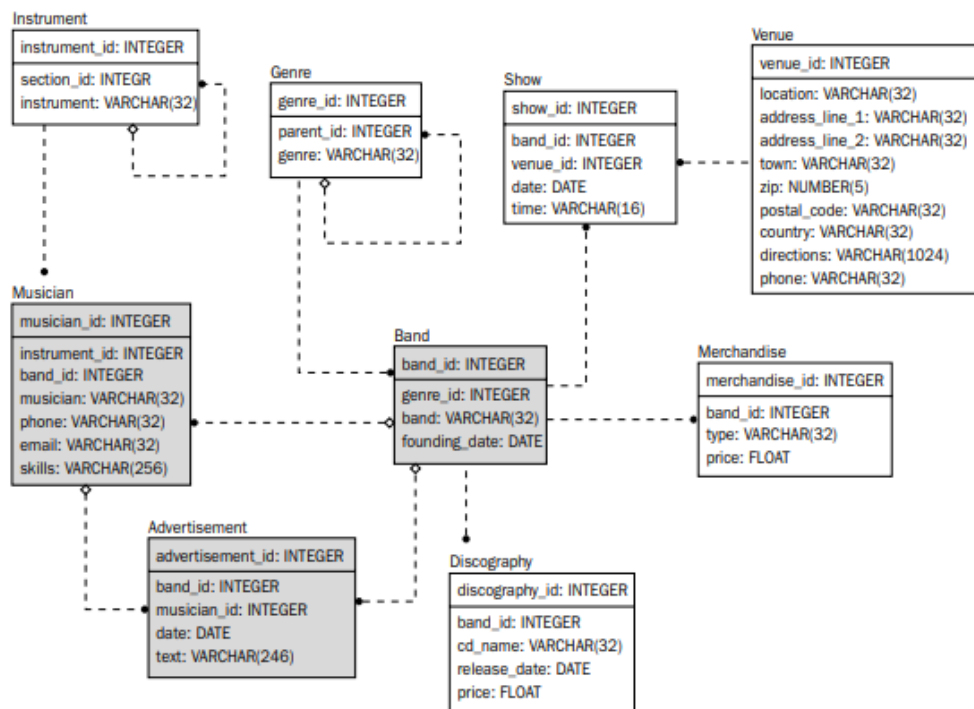 Instrument
instrument_id: INTEGER
section_id: INTEGR
instrument: VARCHAR(32)
Genre
genre_id: INTEGER
parent_id: INTEGER
genre: VARCHAR(32)
Show
show_id: INTEGER
band_id: INTEGER
venue_id: INTEGER
date: DATE
time: VARCHAR(16)
Venue
venue_id: INTEGER
location: VARCHAR(32)
address_line_1: VARCHAR(32)
address_line_2: VARCHAR(32)
town: VARCHAR(32)
zip: NUMBER(5)
postal_code: VARCHAR(32)
country: VARCHAR(32)
directions: VARCHAR(1024)
phone: VARCHAR(32)
Musician
musician_id: INTEGER
instrument_id: INTEGER
band_id: INTEGER
musician: VARCHAR(32)
phone: VARCHAR(32)
email: VARCHAR(32)
skills: VARCHAR(256)
Band
band_id: INTEGER
genre_id: INTEGER
band: VARCHAR(32)
founding_date: DATE
Merchandise
merchandise_id: INTEGER
band_id: INTEGER
type: VARCHAR(32)
price: FLOAT
Advertisement
advertisement_id: INTEGER
band_id: INTEGER
musician_id: INTEGER
date: DATE
text: VARCHAR(246)
Discography
discography_id: INTEGER
band_id: INTEGER
cd_name: VARCHAR(32)
release_date: DATE
price: FLOAT